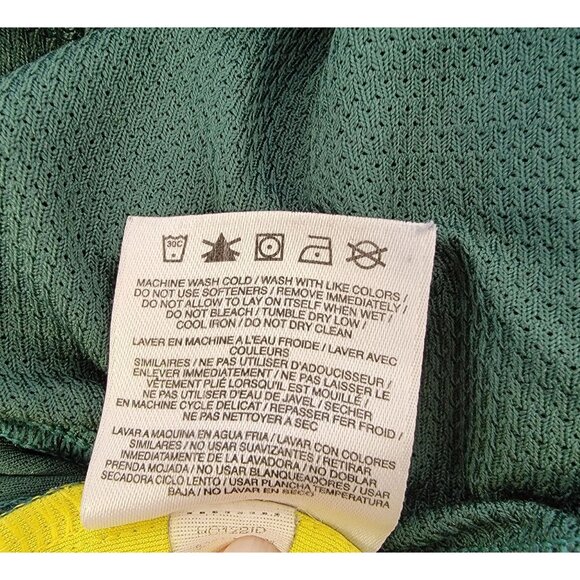 30C
MACHINE WASH COLD / WASH WITH LIKE COLORS /
DO NOT USE SOFTENERS / REMOVE IMMEDIATELY /
DO NOT ALLOW TO LAY ON ITSELF WHEN WET /
DO NOT BLEACH / TUMBLE DRY LOW /
COOL IRON / DO NOT DRY CLEAN
LAVER EN MACHINE A L'EAU FROIDE / LAVER AVEC
COULEURS
SIMILAIRES / NE PAS UTILISER D'ADOUCISSEUR /
ENLEVER IMMEDIATEMENT / NE PAS LAISSER LE
VÊTEMENT PLIÉ LORSQU'IL EST MOUILLÉ /
NE PAS UTILISER D'EAU DE JAVEL / SECHER
EN MACHINE CYCLE DELICAT / REPASSER FER FROID /
NE PAS NETTOYER A SEC
LAVAR A MAQUINA EN AGUA FRIA / LAVAR CON COLORES
SIMILARES / NO USAR SUAVIZANTES / RETIRAR
INMEDIATAMENTE DE LA LAVADORA / NO DOBLAR
PRENDA MOJADA / NO USAR BLANQUEADORES / USAR
SECADORA CICLO LENTO / USAR PLANCHA TEMPERATURA
BAJA / NO LAVAR EN SECO